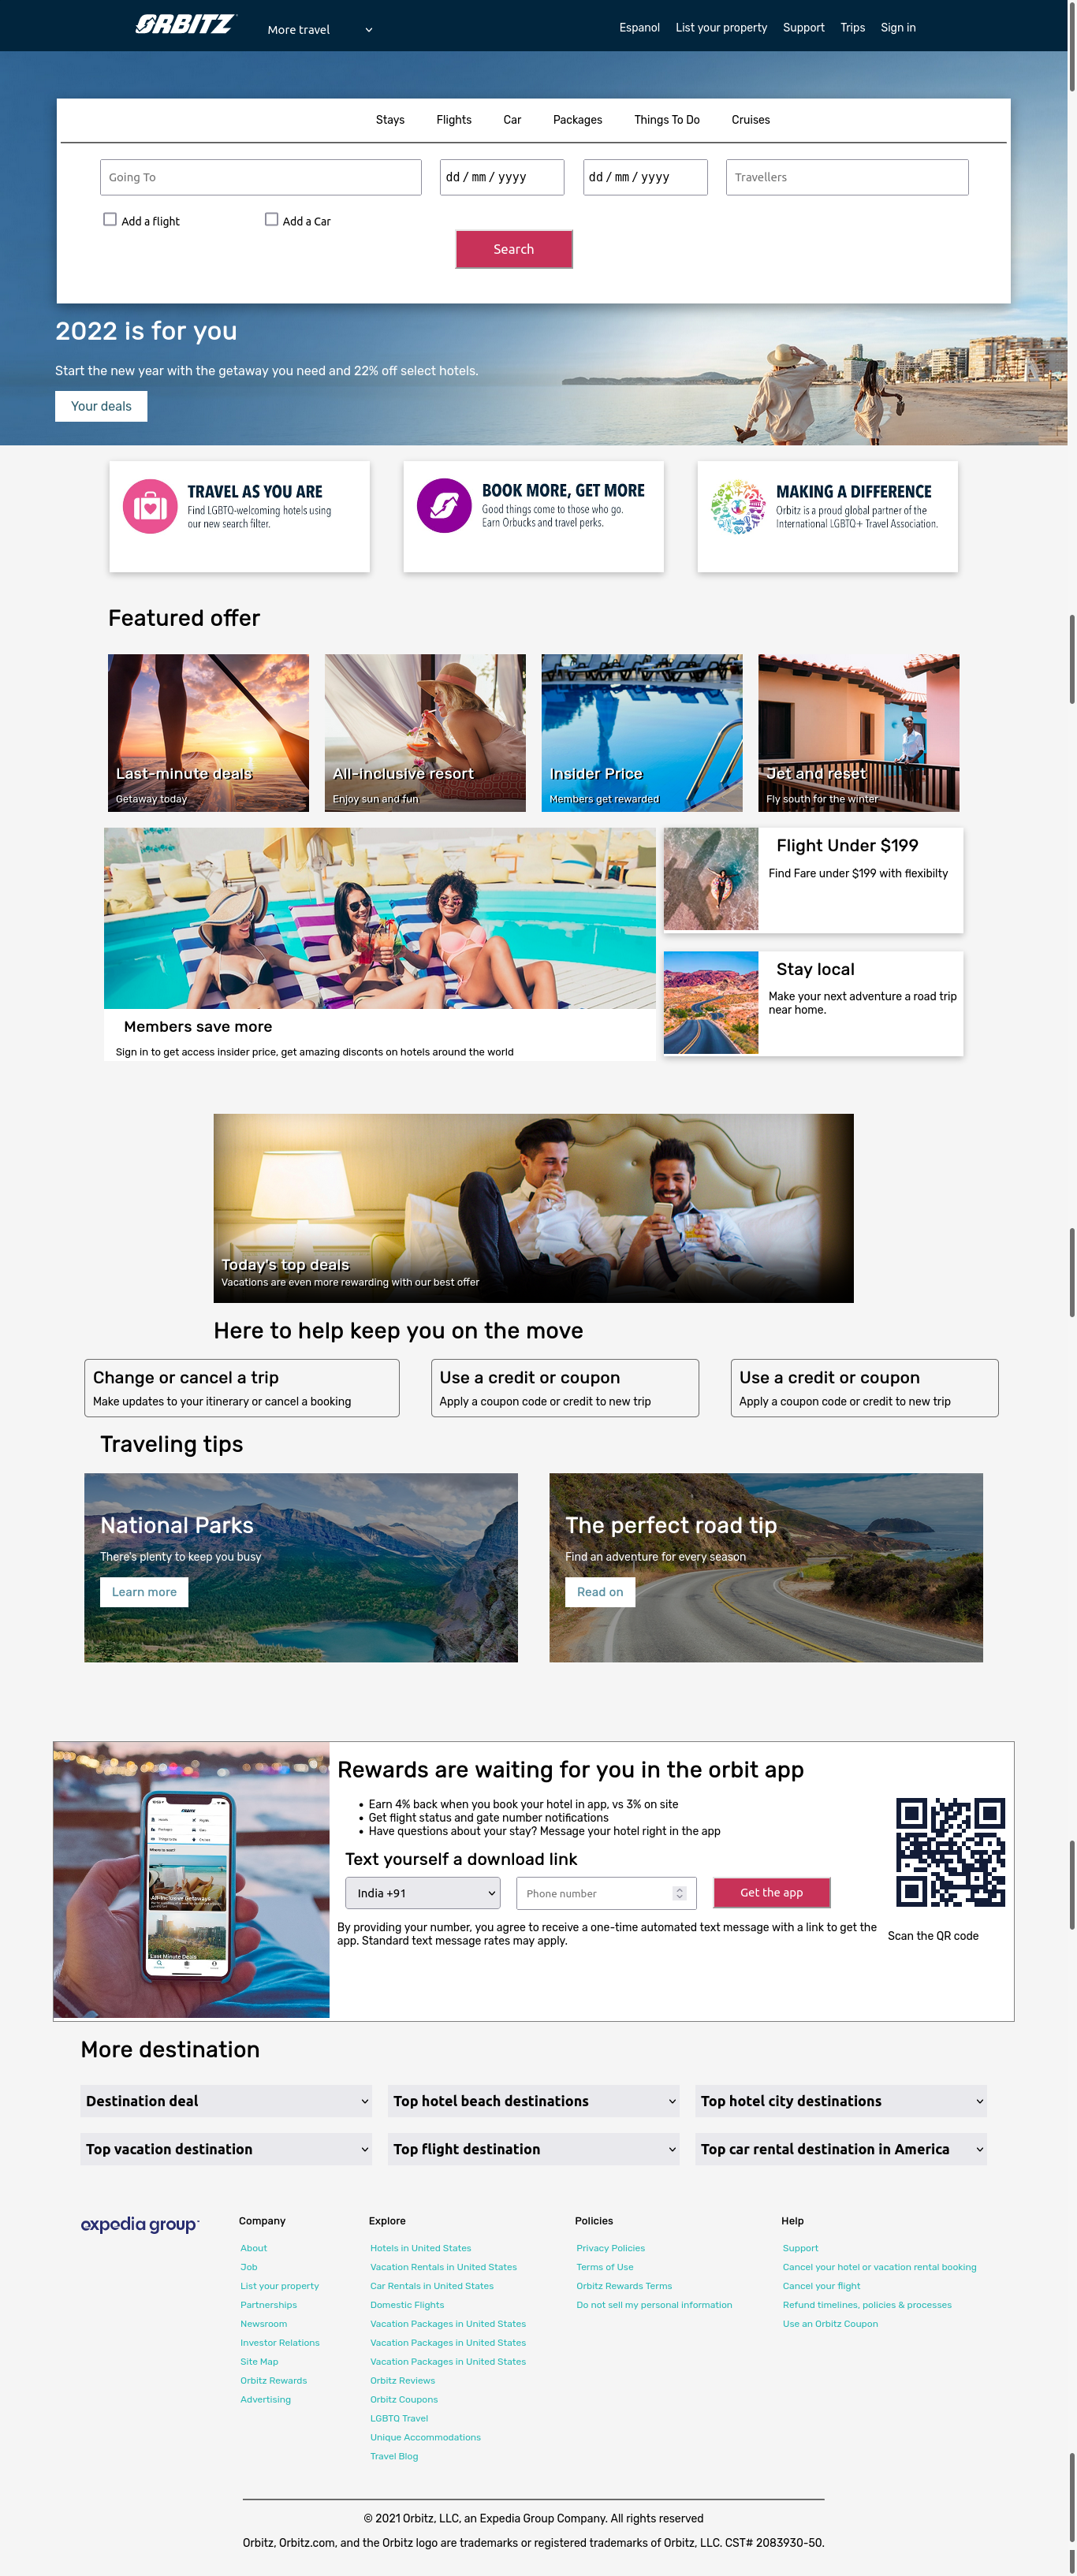 ORBITZ
More travel
Espanol
List your property
Support
Trips
Sign in
Stays
Flights
Car
Packages
Things To Do
Cruises
Going To
dd / mm / yyyy
dd / mm / yyyy
Travellers
Add a flight
Add a Car
Search
2022 is for you
Start the new year with the getaway you need and 22% off select hotels.
Your deals
TRAVEL AS YOU ARE
Find LGBTQ-welcoming hotels using
our new search filter.
BOOK MORE, GET MORE
Good things come to those who go.
Earn Orbucks and travel perks.
MAKING A DIFFERENCE
Orbitz is a proud global partner of the
International LGBTQ+ Travel Association.
Featured offer
Last-minute deals
Getaway today
All-inclusive resort
Enjoy sun and fun
Insider Price
Members get rewarded
Jet and reset
Fly south for the winter
Members save more
Sign in to get access insider price, get amazing disconts on hotels around the world
Flight Under $199
Find Fare under $199 with flexibilty
Stay local
Make your next adventure a road trip
near home.
Today's top deals
Vacations are even more rewarding with our best offer
Here to help keep you on the move
Change or cancel a trip
Make updates to your itinerary or cancel a booking
Use a credit or coupon
Apply a coupon code or credit to new trip
Use a credit or coupon
Apply a coupon code or credit to new trip
Traveling tips
National Parks
There's plenty to keep you busy
Learn more
The perfect road tip
Find an adventure for every season
Read on
Rewards are waiting for you in the orbit app
Earn 4% back when you book your hotel in app, vs 3% on site
Get flight status and gate number notifications
Have questions about your stay? Message your hotel right in the app
Text yourself a download link
India +91
Phone number
Get the app
By providing your number, you agree to receive a one-time automated text message with a link to get the
app. Standard text message rates may apply.
Scan the QR code
All-Inclusive Getaways
Last Minute Deals
More destination
Destination deal
Top hotel beach destinations
Top hotel city destinations
Top vacation destination
Top flight destination
Top car rental destination in America
expedia group
Company
About
Job
List your property
Partnerships
Newsroom
Investor Relations
Site Map
Orbitz Rewards
Advertising
Explore
Hotels in United States
Vacation Rentals in United States
Car Rentals in United States
Domestic Flights
Vacation Packages in United States
Vacation Packages in United States
Vacation Packages in United States
Orbitz Reviews
Orbitz Coupons
LGBTQ Travel
Unique Accommodations
Travel Blog
Policies
Privacy Policies
Terms of Use
Orbitz Rewards Terms
Do not sell my personal information
Help
Support
Cancel your hotel or vacation rental booking
Cancel your flight
Refund timelines, policies & processes
Use an Orbitz Coupon
© 2021 Orbitz, LLC, an Expedia Group Company. All rights reserved
Orbitz, Orbitz.com, and the Orbitz logo are trademarks or registered trademarks of Orbitz, LLC. CST# 2083930-50.